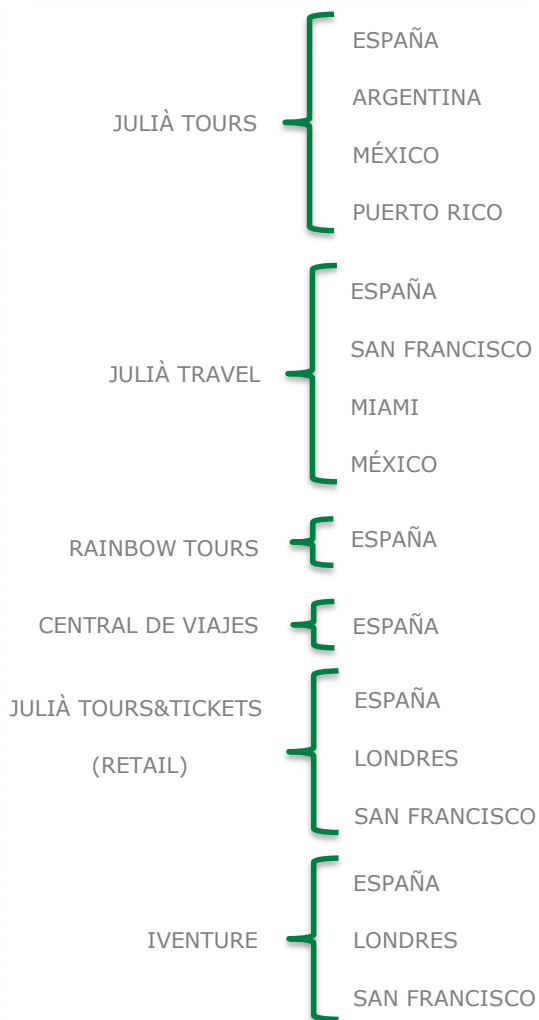 JULIÀ TOURS
ESPAÑA
ARGENTINA
MÉXICO
PUERTO RICO
JULIÀ TRAVEL
ESPAÑA
SAN FRANCISCO
MIAMI
MÉXICO
RAINBOW TOURS
ESPAÑA
CENTRAL DE VIAJES
ESPAÑA
JULIÀ TOURS&TICKETS
(RETAIL)
ESPAÑA
LONDRES
SAN FRANCISCO
IVENTURE
ESPAÑA
LONDRES
SAN FRANCISCO